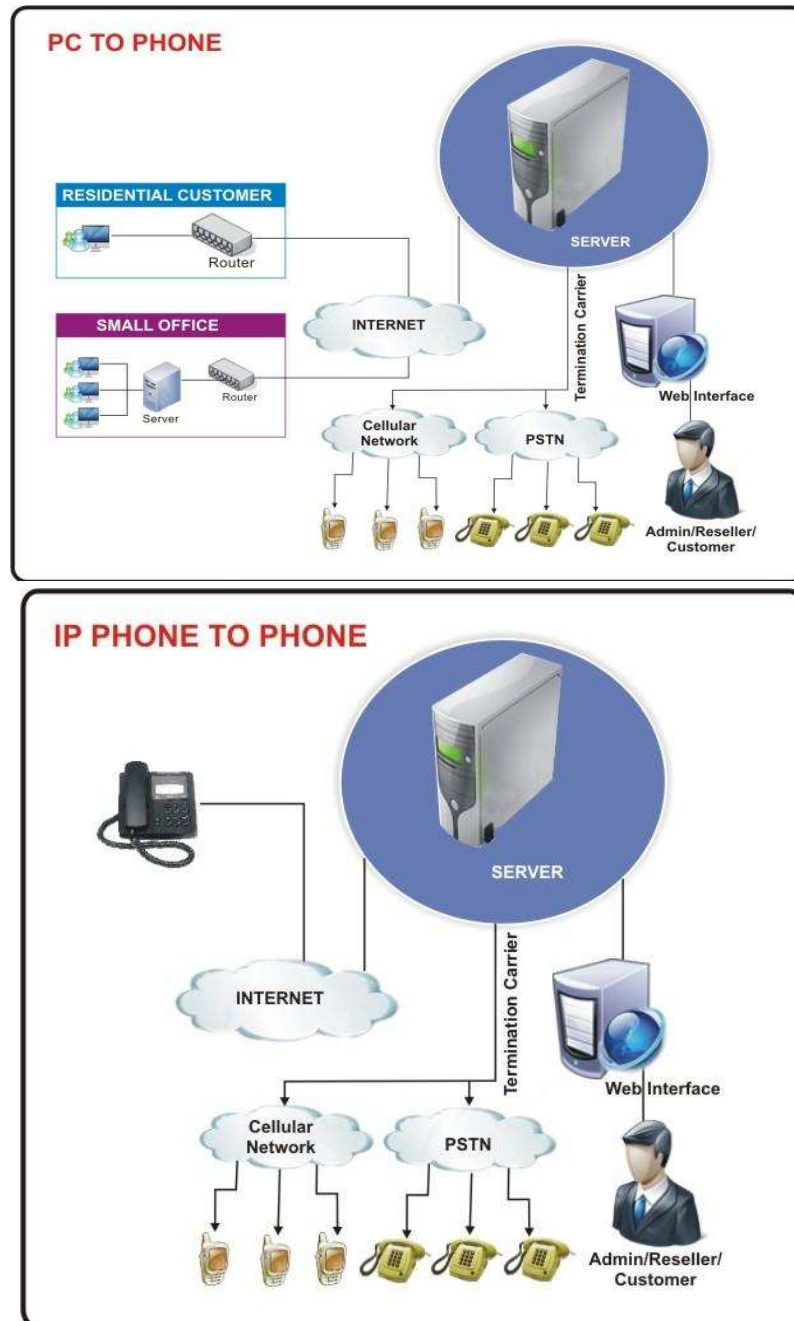 PC TO PHONE
SERVER
RESIDENTIAL CUSTOMER
Router
INTERNET
SMALL OFFICE
Server
Router
Termination Carrier
Web Interface
Cellular
Network
PSTN
Admin/Reseller/
Customer
IP PHONE TO PHONE
SERVER
INTERNET
Termination Carrier
Web Interface
Cellular
Network
PSTN
Admin/Reseller/
Customer